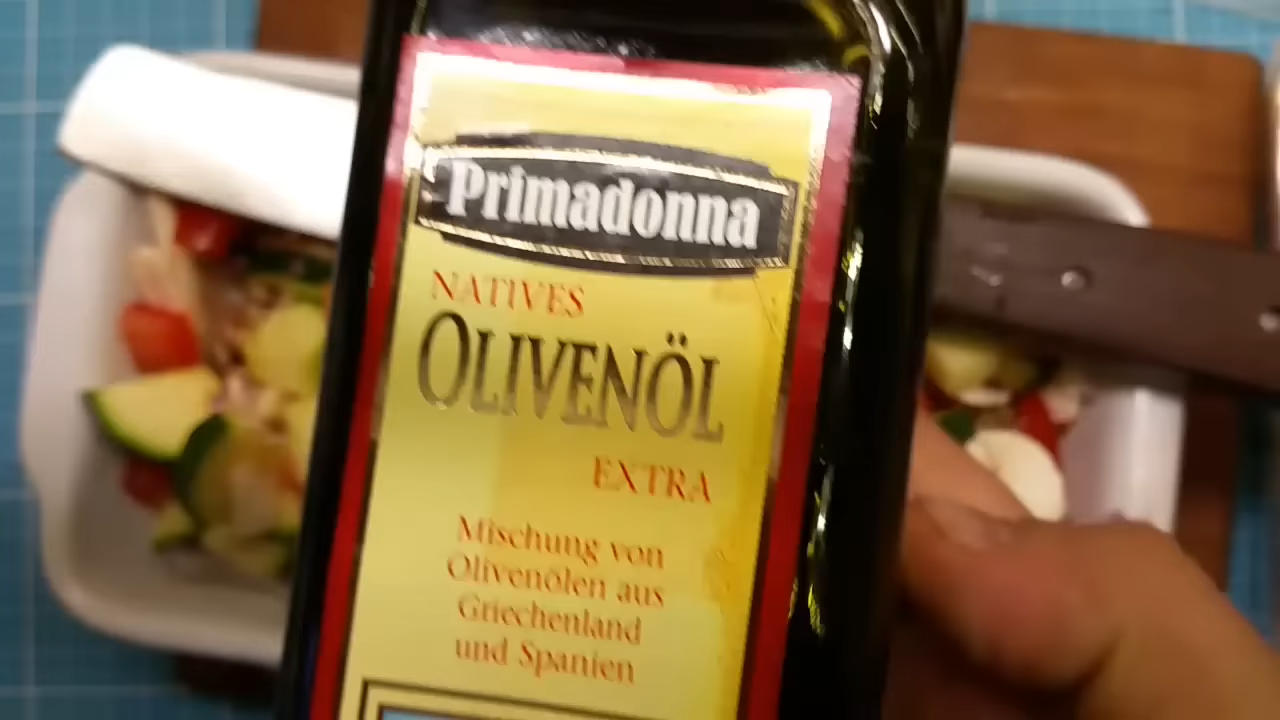 Primadonna
NATIVES
OLIVENÖL
EXTRA
Mischung von
Olivenölen aus
Griechenland
und Spanien